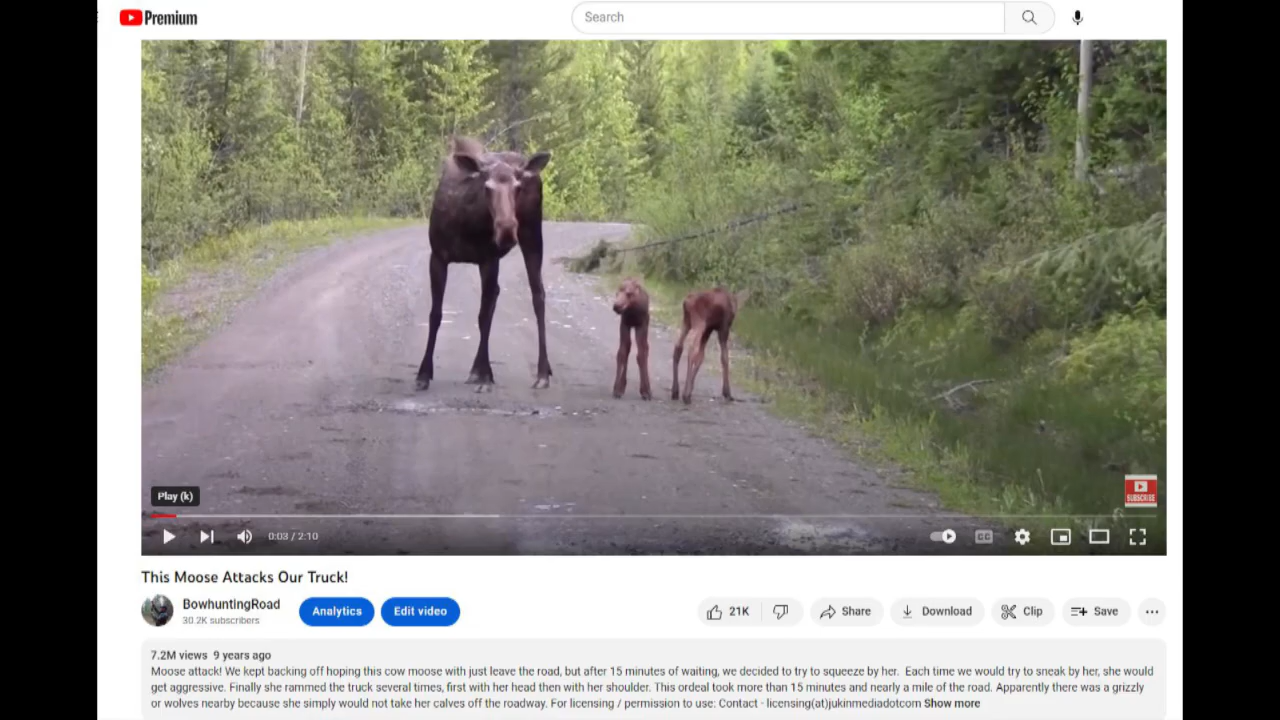 Premium
Search
Play (k)
SUBSCRIBE
0:03 / 2:10
CC
This Moose Attacks Our Truck!
BowhuntingRoad
30.2K subscribers
Analytics
Edit video
21K
Share
Download
Clip
Save
7.2M views 9 years ago
Moose attack! We kept backing off hoping this cow moose with just leave the road, but after 15 minutes of waiting, we decided to try to squeeze by her. Each time we would try to sneak by her, she would
get aggressive. Finally she rammed the truck several times, first with her head then with her shoulder. This ordeal took more than 15 minutes and nearly a mile of the road. Apparently there was a grizzly
or wolves nearby because she simply would not take her calves off the roadway. For licensing / permission to use: Contact - licensing(at)jukinmediadotcom Show more